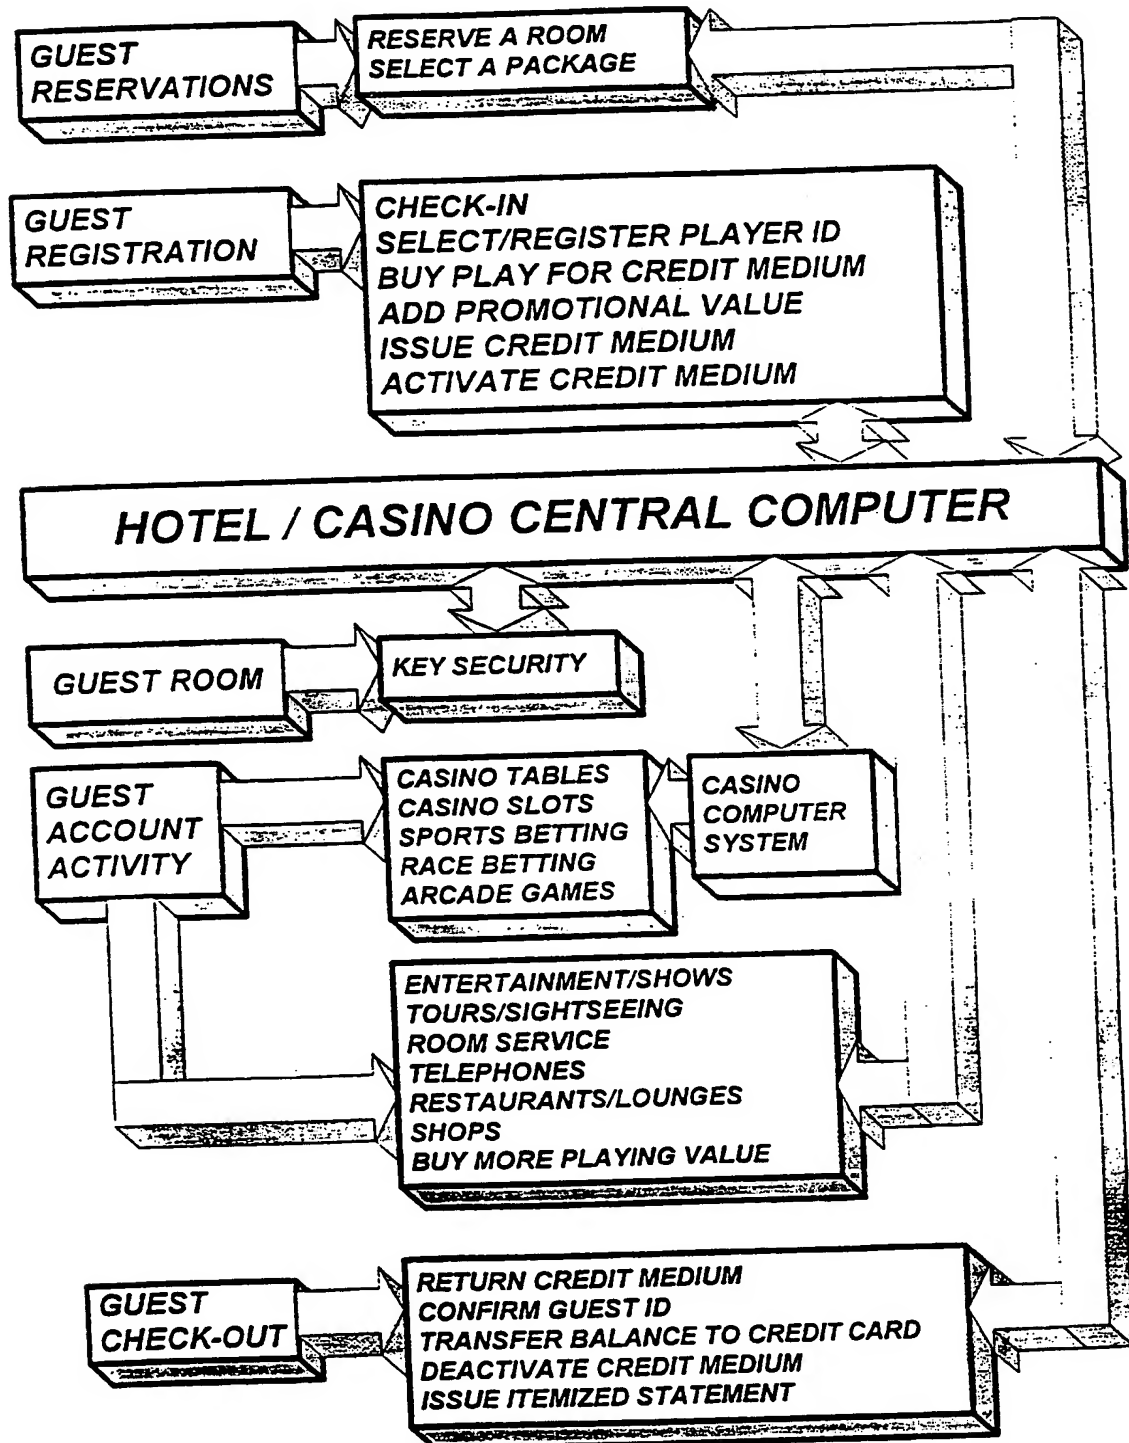 GUEST
RESERVATIONS
RESERVE A ROOM
SELECT A PACKAGE
GUEST
REGISTRATION
CHECK-IN
SELECT/REGISTER PLAYER ID
BUY PLAY FOR CREDIT MEDIUM
ADD PROMOTIONAL VALUE
ISSUE CREDIT MEDIUM
ACTIVATE CREDIT MEDIUM
HOTEL / CASINO CENTRAL COMPUTER
GUEST ROOM
KEY SECURITY
GUEST
ACCOUNT
ACTIVITY
CASINO TABLES
CASINO SLOTS
SPORTS BETTING
RACE BETTING
ARCADE GAMES
CASINO
COMPUTER
SYSTEM
ENTERTAINMENT/SHOWS
TOURS/SIGHTSEEING
ROOM SERVICE
TELEPHONES
RESTAURANTS/LOUNGES
SHOPS
BUY MORE PLAYING VALUE
GUEST
CHECK-OUT
RETURN CREDIT MEDIUM
CONFIRM GUEST ID
TRANSFER BALANCE TO CREDIT CARD
DEACTIVATE CREDIT MEDIUM
ISSUE ITEMIZED STATEMENT